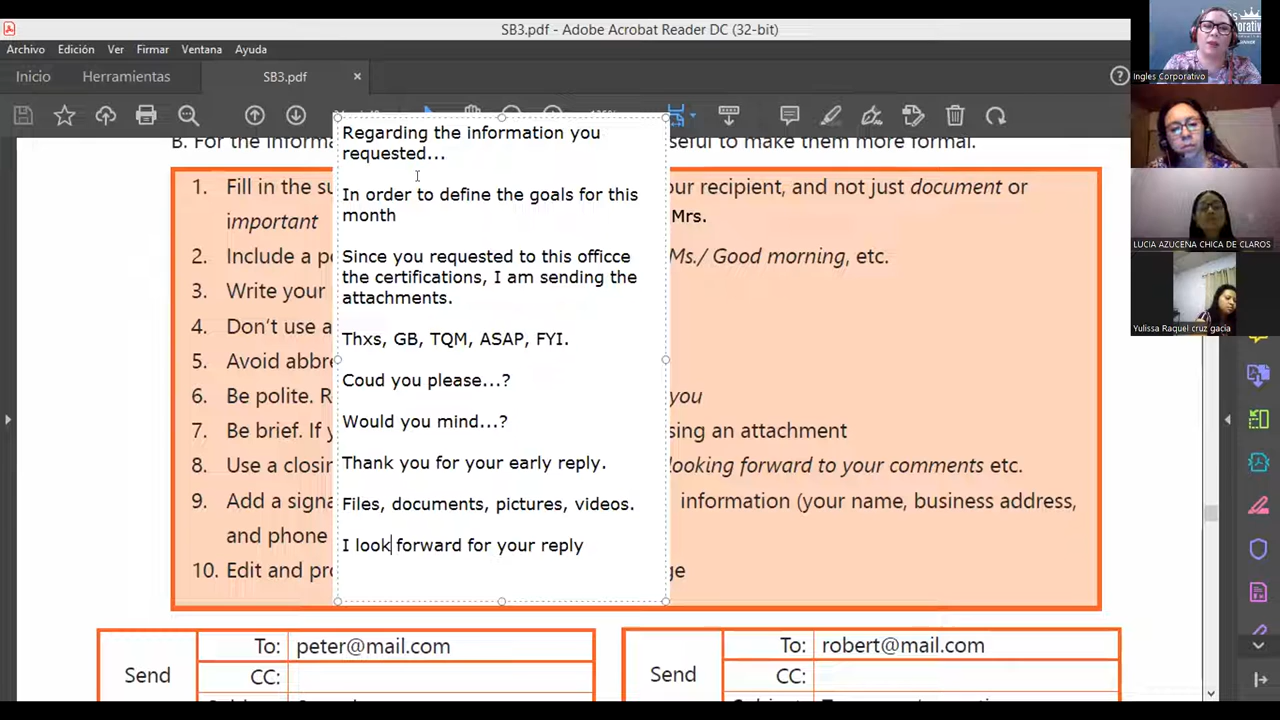 SB3.pdf - Adobe Acrobat Reader DC (32-bit)
Archivo Edición Ver Firmar Ventana Ayuda
Inicio Herramientas SB3.pdf ×
B. For the
seful to make them more formal.
1. Fill in the
our recipient, and not just document or
important
Mrs.
2. Include a
Ms./ Good morning, etc.
3. Write your
4. Don't use a
5. Avoid
6. Be polite.
you
7. Be brief. If
sing an attachment
8. Use a
looking forward to your comments etc.
9. Add a
information (your name, business address,
and phone
10. Edit and
ge
Regarding the information you
requested...
In order to define the goals for this
month
Since you requested to this officce
the certifications, I am sending the
attachments.
Thxs, GB, TQM, ASAP, FYI.
Coud you please...?
Would you mind...?
Thank you for your early reply.
Files, documents, pictures, videos.
I look forward for your reply
Send To: peter@mail.com
CC:
Send To: robert@mail.com
CC:
Ingles Corporativo
LUCIA AZUCENA CHICA DE CLAROS
Yulissa Raquel cruz gacia